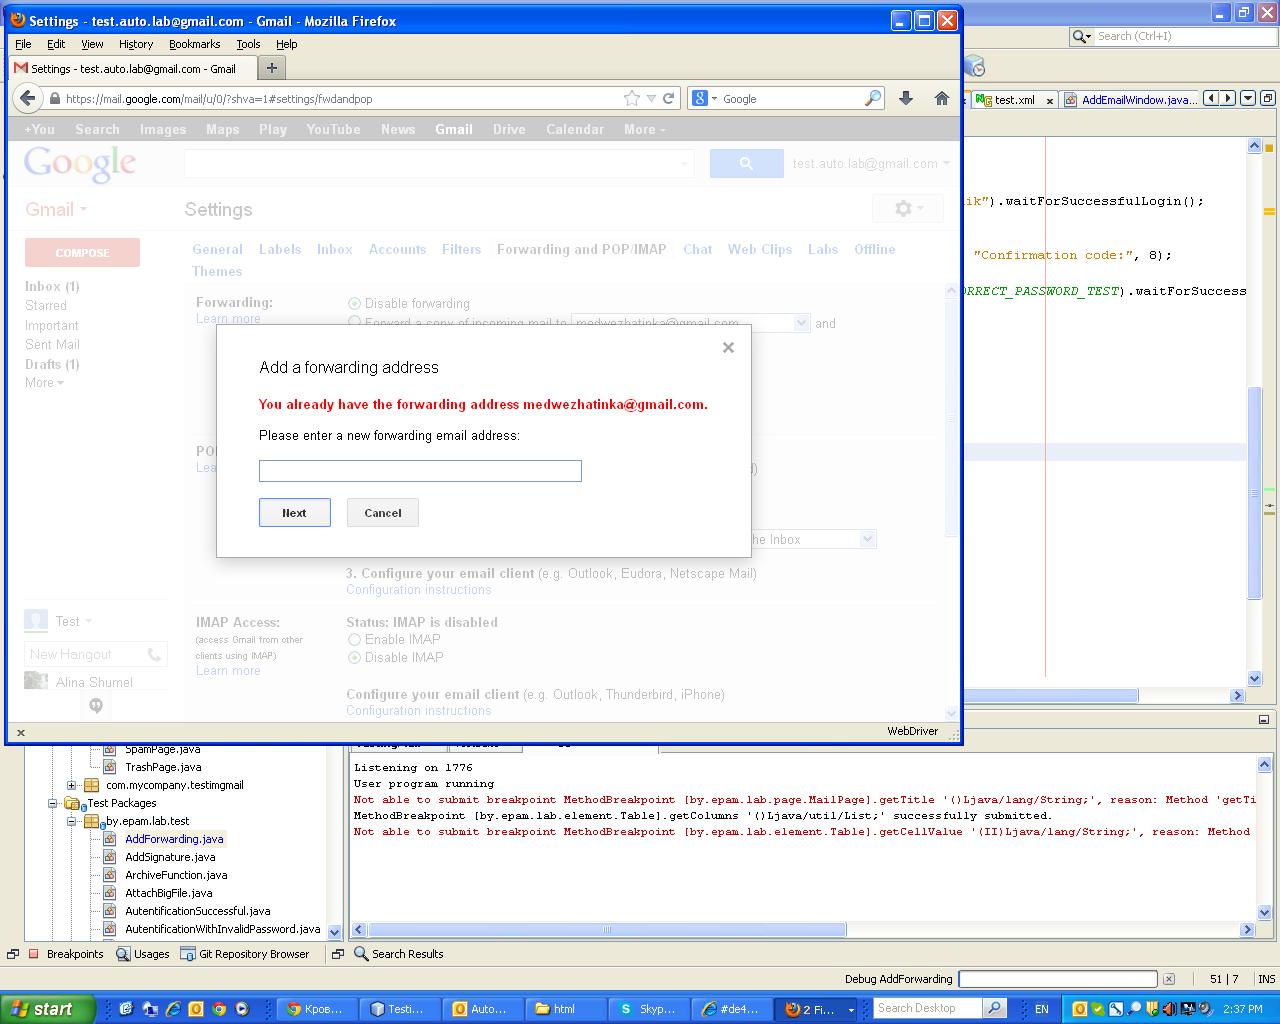 Settings - test.auto.lab@gmail.com - Gmail - Mozilla Firefox
File Edit View History Bookmarks Tools Help
Settings - test.auto.lab@gmail.com - Gmail
https://mail.google.com/mail/u/0/?shva=1#settings/fwdandpop
Google
Search (Ctrl+I)
test.xml
AddEmailWindow.java...
+You Search Images Maps Play YouTube News Gmail Drive Calendar More
Google
test.auto.lab@gmail.com
Gmail
Settings
COMPOSE
General Labels Inbox Accounts Filters Forwarding and POP/IMAP Chat Web Clips Labs Offline
Themes
Inbox (1)
Starred
Important
Sent Mail
Drafts (1)
More
Forwarding:
Learn more
Disable forwarding
Forward a copy of incoming mail to medwezhatinka@gmail.com and
Add a forwarding address
You already have the forwarding address medwezhatinka@gmail.com.
Please enter a new forwarding email address:
Next Cancel
he Inbox
3. Configure your email client (e.g. Outlook, Eudora, Netscape Mail)
Configuration instructions
IMAP Access:
(access Gmail from other
clients using IMAP)
Learn more
Status: IMAP is disabled
Enable IMAP
Disable IMAP
Configure your email client (e.g. Outlook, Thunderbird, iPhone)
Configuration instructions
Test
New Hangout
Alina Shumel
WebDriver
ik").waitForSuccessfulLogin();
"Confirmation code:", 8);
ORRECT_PASSWORD_TEST).waitForSuccess
SpamPage.java
TrashPage.java
com.mycompany.testimgmail
Test Packages
by.epam.lab.test
AddForwarding.java
AddSignature.java
ArchiveFunction.java
AttachBigFile.java
AutentificationSuccessful.java
AutentificationWithInvalidPassword.java
Listening on 1776
User program running
Not able to submit breakpoint MethodBreakpoint [by.epam.lab.page.MailPage].getTitle '()Ljava/lang/String;', reason: Method 'getTi
MethodBreakpoint [by.epam.lab.element.Table].getColumns '()Ljava/util/List;' successfully submitted.
Not able to submit breakpoint MethodBreakpoint [by.epam.lab.element.Table].getCellValue '(II)Ljava/lang/String;', reason: Method
Breakpoints Usages Git Repository Browser Search Results
Debug AddForwarding 51 | 7 INS
start Кров... Testi... Auto... html Skyp... #de4... 2 Fi... Search Desktop EN 2:37 PM